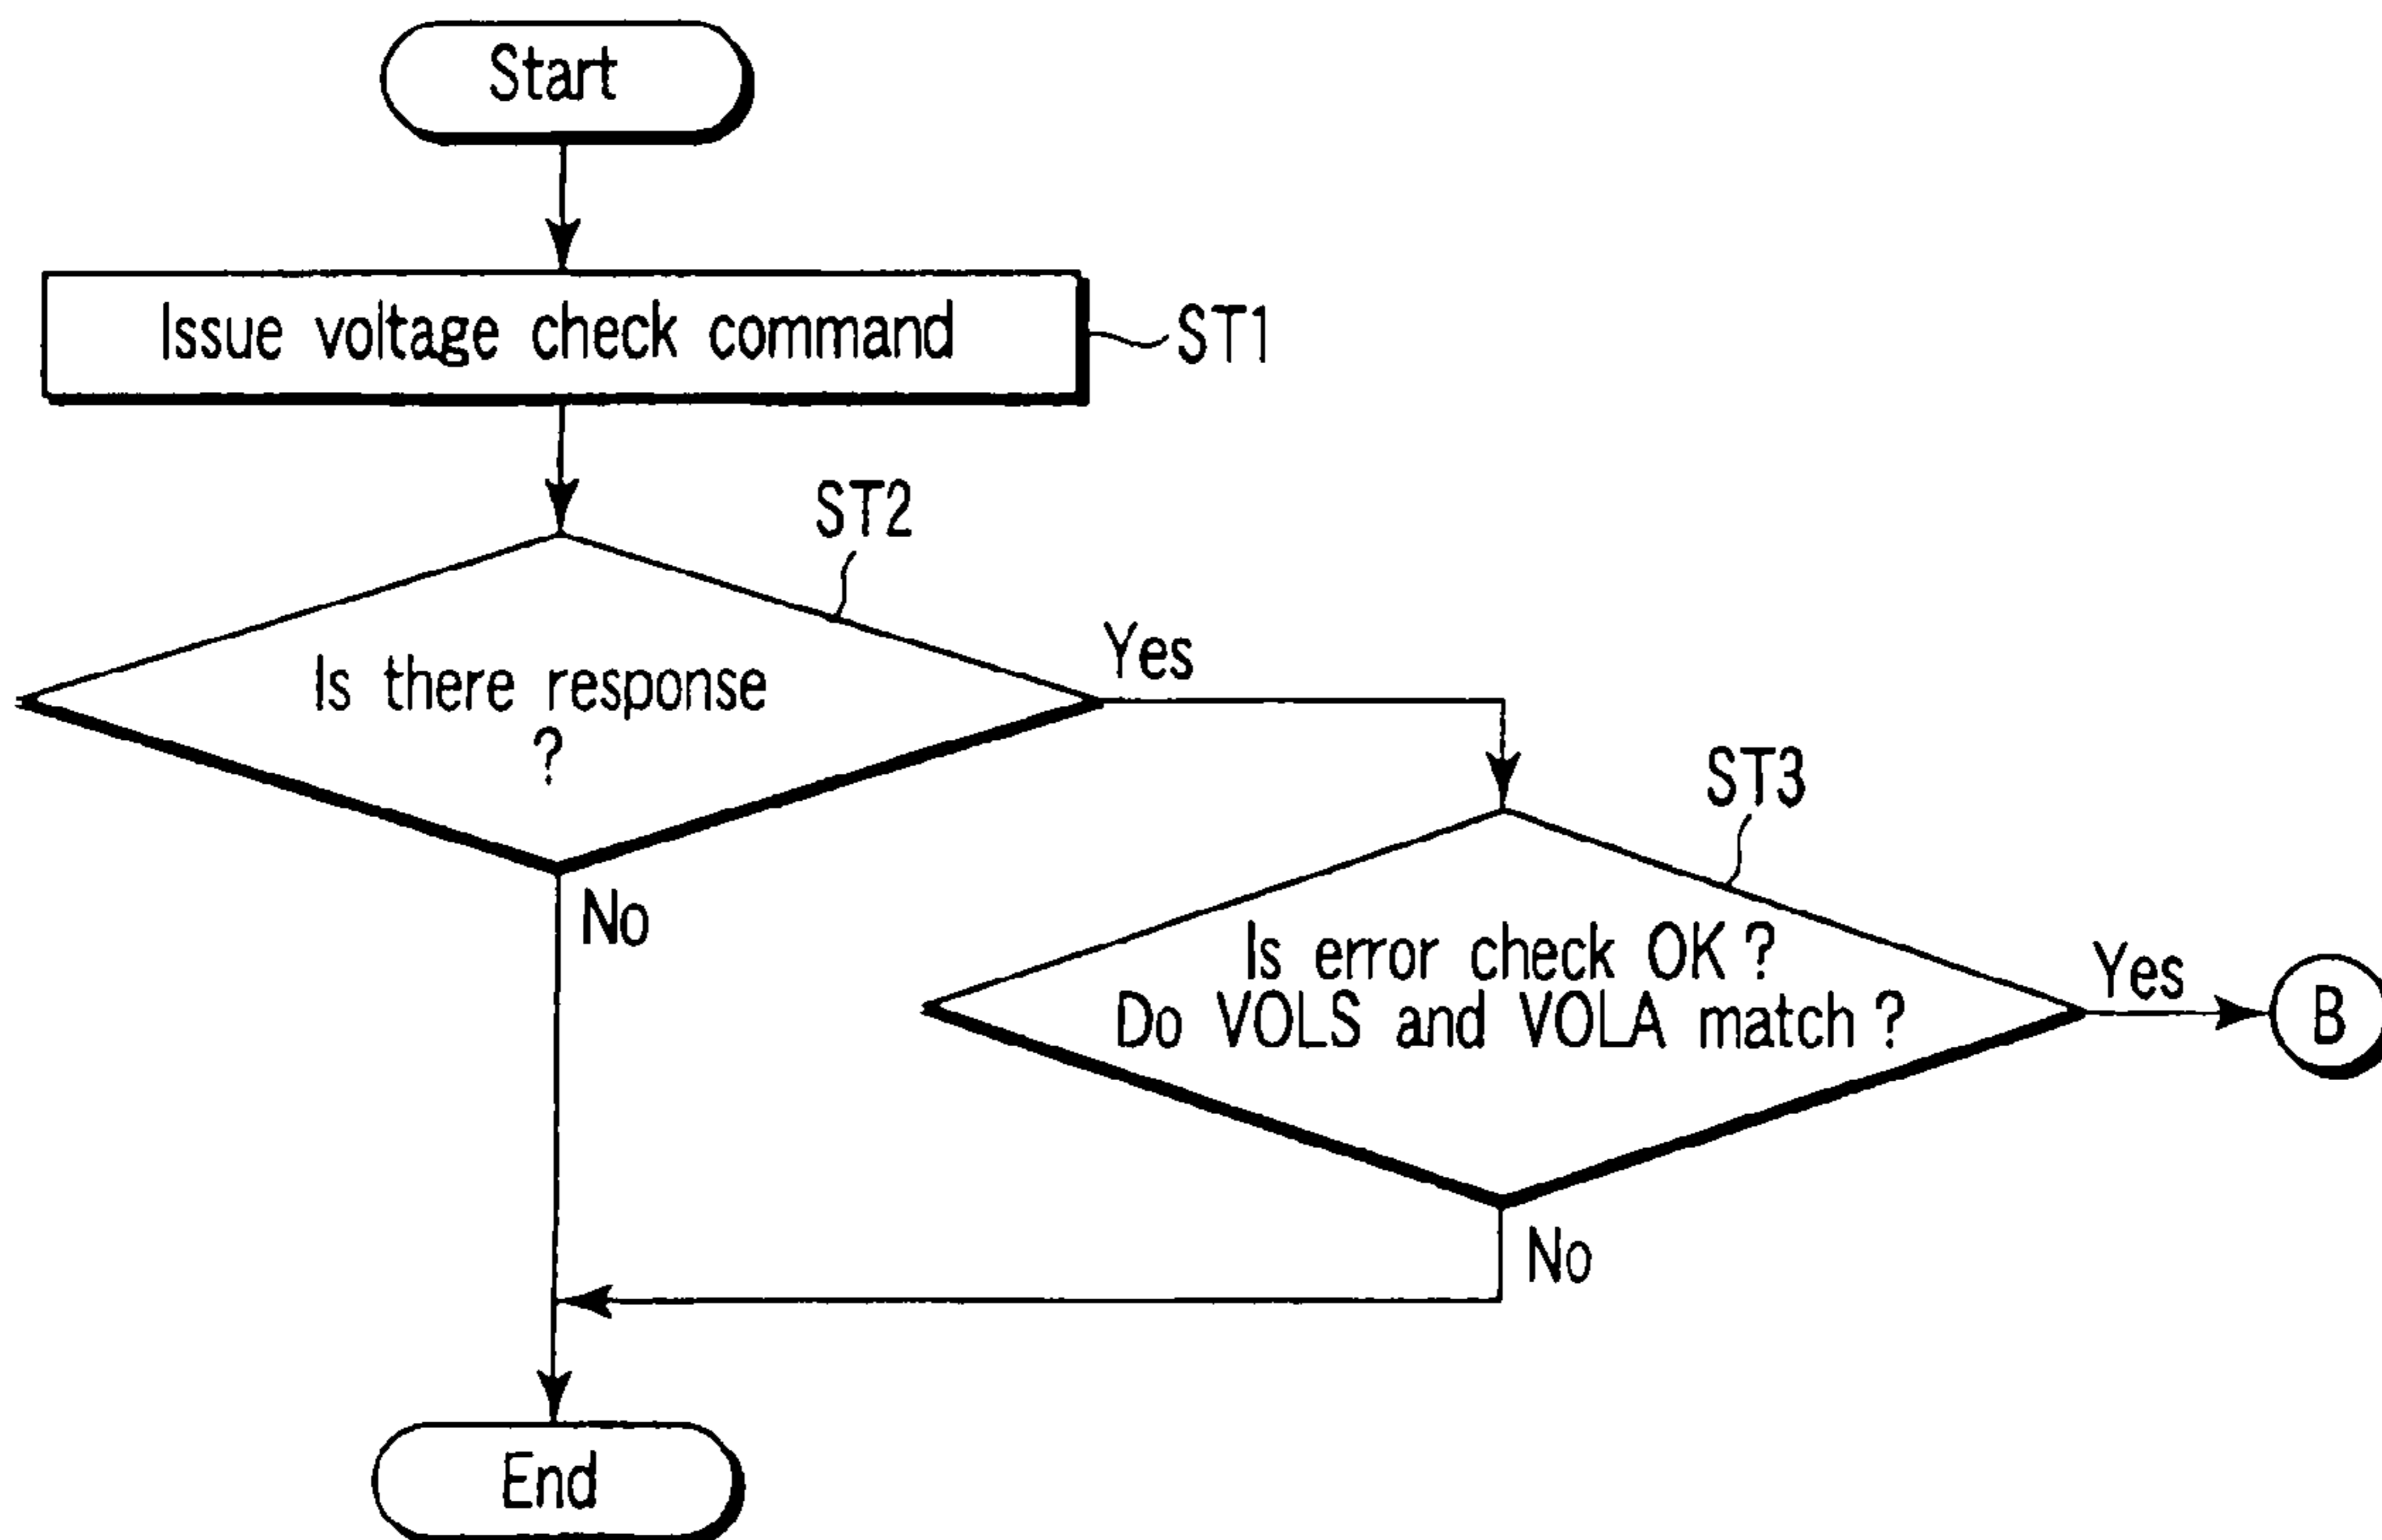 Start
Issue voltage check command
ST1
ST2
Is there response
?
Yes
No
ST3
Is error check OK?
Do VOLS and VOLA match?
Yes
B
No
End